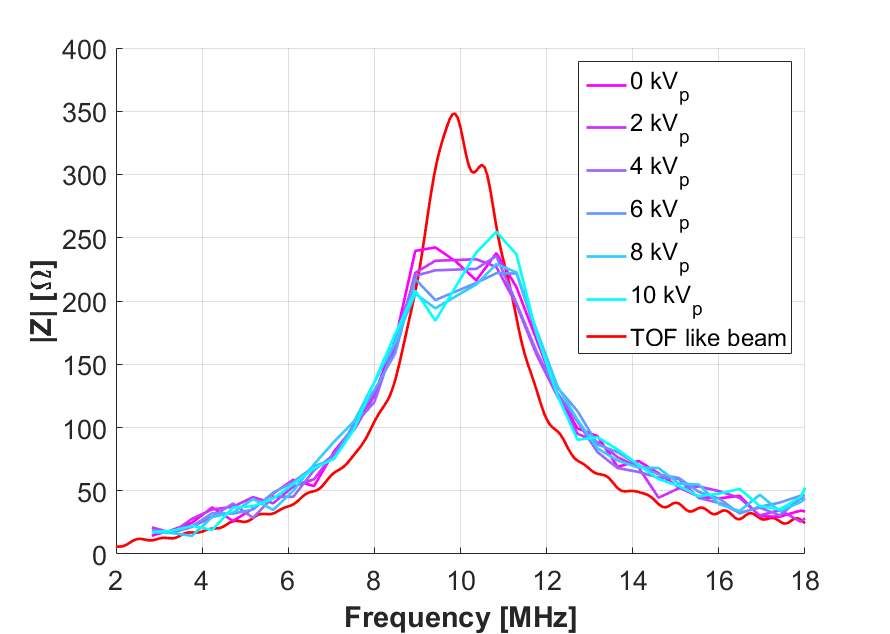 400
350
300
250
200
150
100
50
0
|Z| [Ω]
2 4 6 8 10 12 14 16 18
Frequency [MHz]
0 kVp
2 kVp
4 kVp
6 kVp
8 kVp
10 kVp
TOF like beam